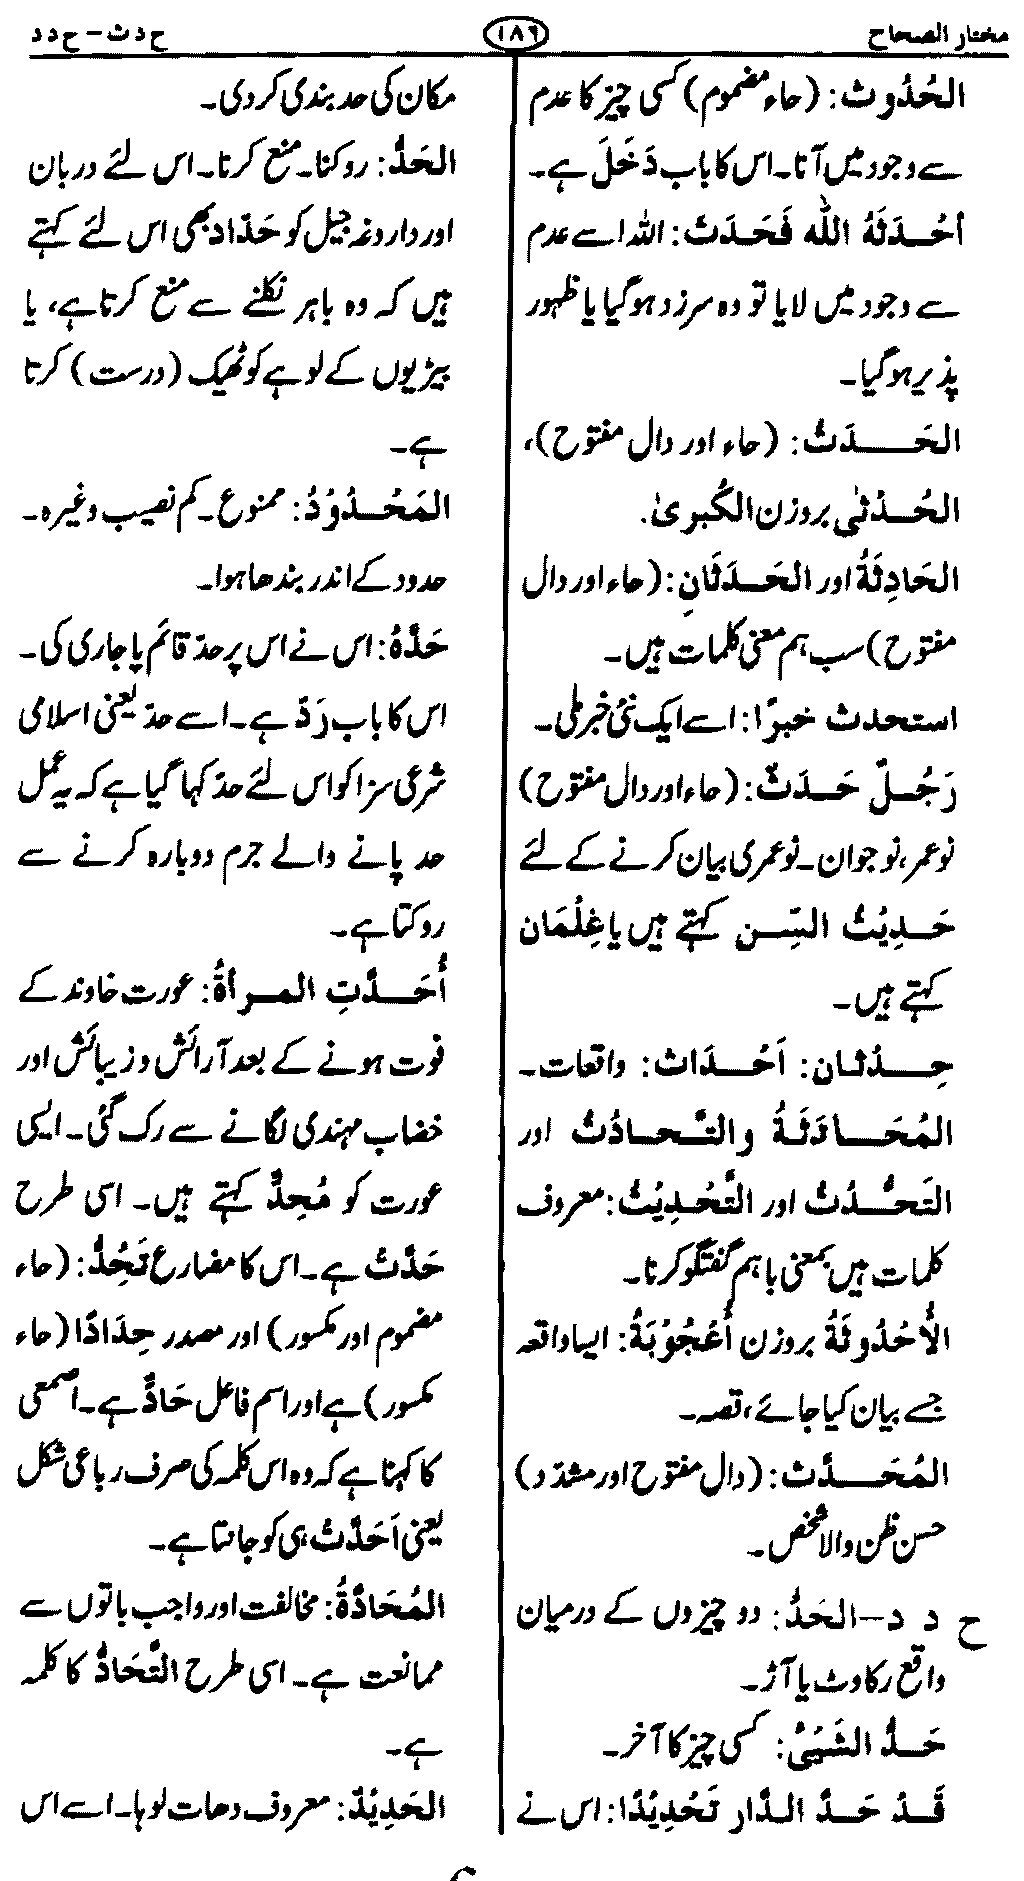 مختار الصحاح
١٨٦
ح د ث – ح د د
الحُدُوث: (حاء مضموم) کسی چیز کا عدم
سے وجود میں آنا۔ اس کا باب دَخَلَ ہے۔
أحْدَثَهُ اللّٰه فَحَدَثَ: اللہ اسے عدم
سے وجود میں لایا تو وہ سرزد ہو گیا یا ظہور
پذیر ہو گیا۔
الحَدَثُ: (حاء اور دال مفتوح)،
الحُدْثٰی بروزن الکُبریٰ.
الحَادِثَةُ اور الحَدَثَانِ: (حاء اور دال
مفتوح) سب ہم معنی کلمات ہیں۔
استحدث خبرًا: اسے ایک نئی خبر ملی۔
رَجُلٌ حَدَثٌ: (حاء اور دال مفتوح)
نوعمر، نوجوان۔ نوعمری بیان کرنے کے لئے
حَدِیْثُ السِّن کہتے ہیں یا غِلْمَان
کہتے ہیں۔
حِدْثان: اَحْدَاث: واقعات۔
المُحَادَثَةُ والتَّحادُثُ اور
التَحَدُّثُ اور التَّحْدِیْثُ: معروف
کلمات ہیں بمعنی باہم گفتگو کرنا۔
الأُحْدُوثَةُ بروزن أُعْجُوْبَةُ: ایسا واقعہ
جسے بیان کیا جائے، قصہ۔
المُحَدَّث: (دال مفتوح اور مشدّد)
حسن ظن والا شخص۔
ح د د – الحَدُّ: دو چیزوں کے درمیان
واقع رکاوٹ یا آڑ۔
حَدُّ الشَیْئ: کسی چیز کا آخر۔
قَدْ حَدَّ الدَّار تَحْدِیْدًا: اس نے
مکان کی حد بندی کر دی۔
الحَدُّ: روکنا۔ منع کرنا۔ اس لئے دربان
اور داروغہ جیل کو حَدّاد بھی اس لئے کہتے
ہیں کہ وہ باہر نکلنے سے منع کرتا ہے، یا
بیڑیوں کے لوہے کو ٹھیک (درست) کرتا
ہے۔
المَحْدُوْدُ: ممنوع۔ کم نصیب وغیرہ۔
حدود کے اندر بندھا ہوا۔
حَدَّهُ: اس نے اس پر حدّ قائم یا جاری کی۔
اس کا باب رَدّ ہے۔ اسے حدّ یعنی اسلامی
شرعی سزا کو اس لئے حدّ کہا گیا ہے کہ یہ عمل
حد پانے والے جرم دوبارہ کرنے سے
روکتا ہے۔
أُحَدَّتِ المرأةُ: عورت خاوند کے
فوت ہونے کے بعد آرائش و زیبائش اور
خضاب مہندی لگانے سے رک گئی۔ ایسی
عورت کو مُحِدٌّ کہتے ہیں۔ اسی طرح
حَدَّتْ ہے۔ اس کا مضارع تَحُِدُّ: (حاء
مضموم اور مکسور) اور مصدر حِدَادًا (حاء
مکسور) ہے اور اسم فاعل حَادٌّ ہے۔ اصمعی
کا کہنا ہے کہ وہ اس کلمہ کی صرف رباعی شکل
یعنی اَحَدَّتْ ہی کو جانتا ہے۔
المُحَادَّةُ: مخالفت اور واجب باتوں سے
ممانعت ہے۔ اسی طرح التَّحَادُّ کا کلمہ
ہے۔
الحَدِیْدُ: معروف دھات لوہا۔ اسے اس